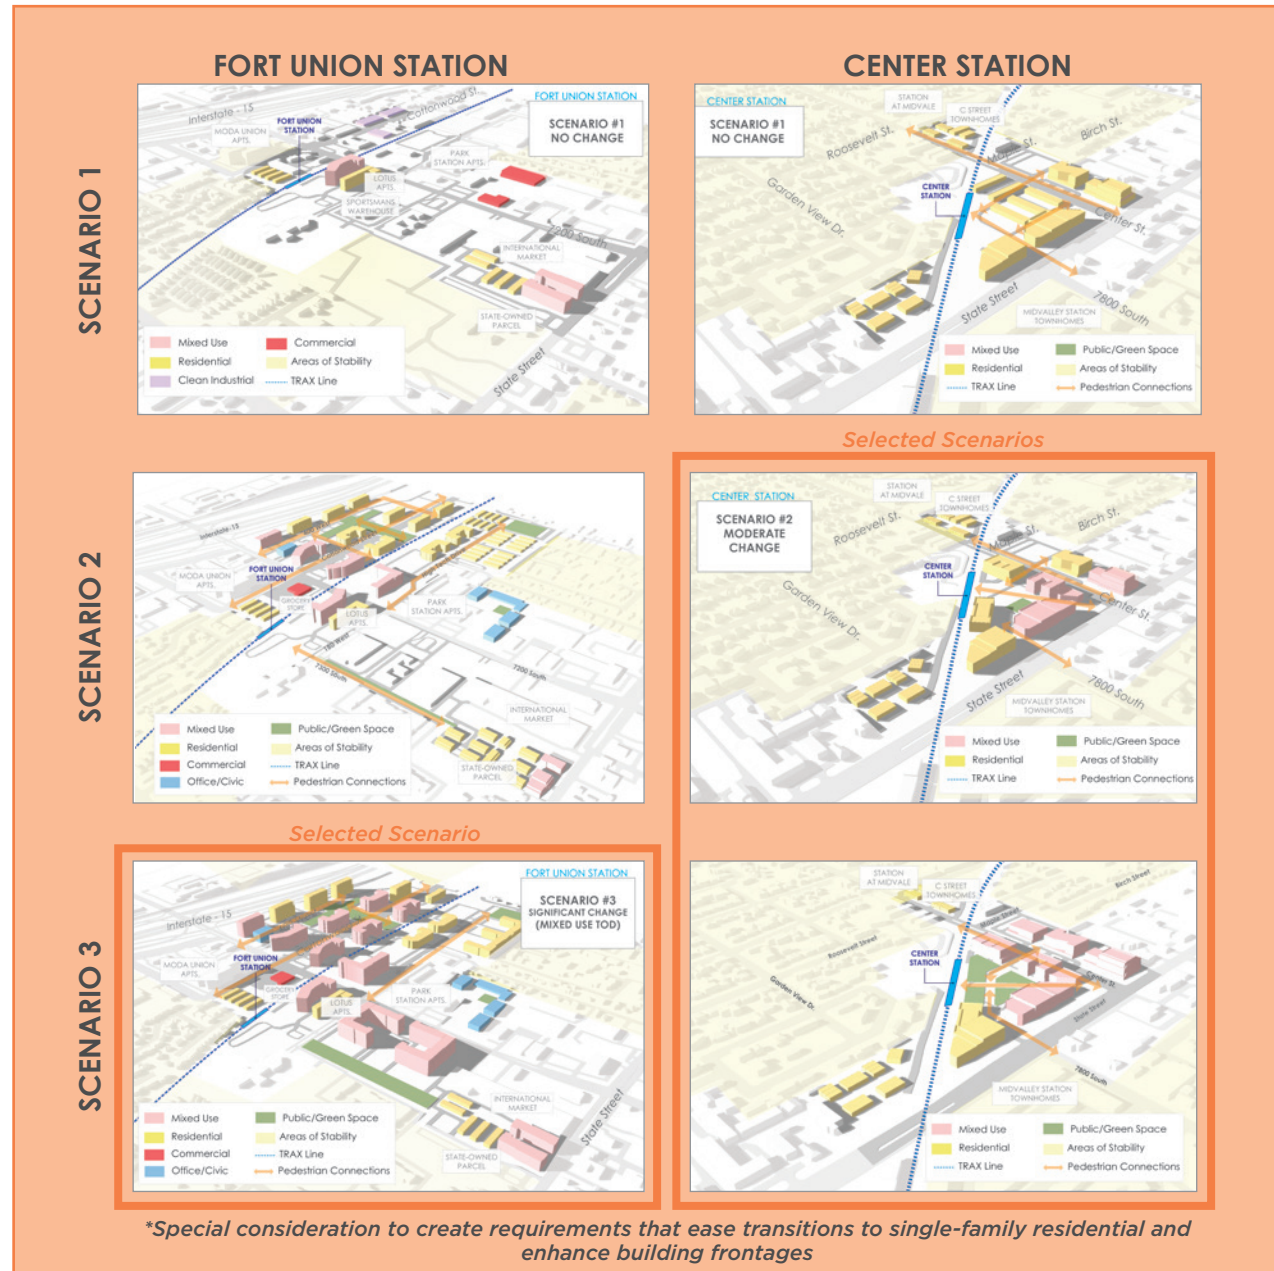 FORT UNION STATION
CENTER STATION
SCENARIO 1
Interstate - 15
Cottonwood St.
FORT UNION STATION
SCENARIO #1
NO CHANGE
MODA UNION
APTS.
FORT UNION
STATION
PARK
STATION APTS.
LOTUS
APTS.
SPORTSMANS
WAREHOUSE
7200 South
INTERNATIONAL
MARKET
STATE-OWNED
PARCEL
State Street
Mixed Use
Residential
Clean Industrial
Commercial
Areas of Stability
TRAX Line
CENTER STATION
SCENARIO #1
NO CHANGE
STATION
AT MIDVALE
C STREET
TOWNHOMES
Roosevelt St.
Maple St.
Birch St.
Garden View Dr.
CENTER
STATION
Center St.
State Street
7800 South
MIDVALLEY STATION
TOWNHOMES
Mixed Use
Residential
TRAX Line
Public/Green Space
Areas of Stability
Pedestrian Connections
Selected Scenarios
SCENARIO 2
Interstate-15
MODA UNION
APTS.
FORT UNION
STATION
GROCERY
STORE
LOTUS
APTS.
PARK
STATION APTS.
7200 South
7300 South
INTERNATIONAL
MARKET
STATE-OWNED
PARCEL
Mixed Use
Residential
Commercial
Office/Civic
Public/Green Space
Areas of Stability
TRAX Line
Pedestrian Connections
CENTER STATION
SCENARIO #2
MODERATE
CHANGE
STATION
AT MIDVALE
C STREET
TOWNHOMES
Roosevelt St.
Maple St.
Birch St.
Garden View Dr.
CENTER
STATION
Center St.
State Street
7800 South
MIDVALLEY STATION
TOWNHOMES
Mixed Use
Residential
TRAX Line
Public/Green Space
Areas of Stability
Pedestrian Connections
Selected Scenario
SCENARIO 3
FORT UNION STATION
SCENARIO #3
SIGNIFICANT CHANGE
(MIXED USE TOD)
Interstate - 15
MODA UNION
APTS.
FORT UNION
STATION
GROCERY
STORE
LOTUS
APTS.
PARK
STATION APTS.
INTERNATIONAL
MARKET
STATE-OWNED
PARCEL
State Street
Mixed Use
Residential
Commercial
Office/Civic
Public/Green Space
Areas of Stability
TRAX Line
Pedestrian Connections
STATION
AT MIDVALE
C STREET
TOWNHOMES
Birch Street
Maple Street
Roosevelt Street
Garden View Dr.
CENTER
STATION
Center St.
State Street
7800 South
MIDVALLEY STATION
TOWNHOMES
Mixed Use
Residential
TRAX Line
Public/Green Space
Areas of Stability
Pedestrian Connections
*Special consideration to create requirements that ease transitions to single-family residential and
enhance building frontages